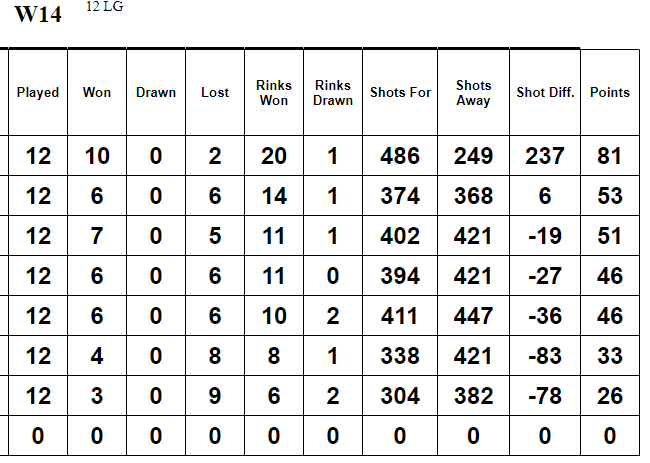 W14 12 LG
Played Won Drawn Lost Rinks Won Rinks Drawn Shots For Shots Away Shot Diff. Points
12 10 0 2 20 1 486 249 237 81
12 6 0 6 14 1 374 368 6 53
12 7 0 5 11 1 402 421 -19 51
12 6 0 6 11 0 394 421 -27 46
12 6 0 6 10 2 411 447 -36 46
12 4 0 8 8 1 338 421 -83 33
12 3 0 9 6 2 304 382 -78 26
0 0 0 0 0 0 0 0 0 0